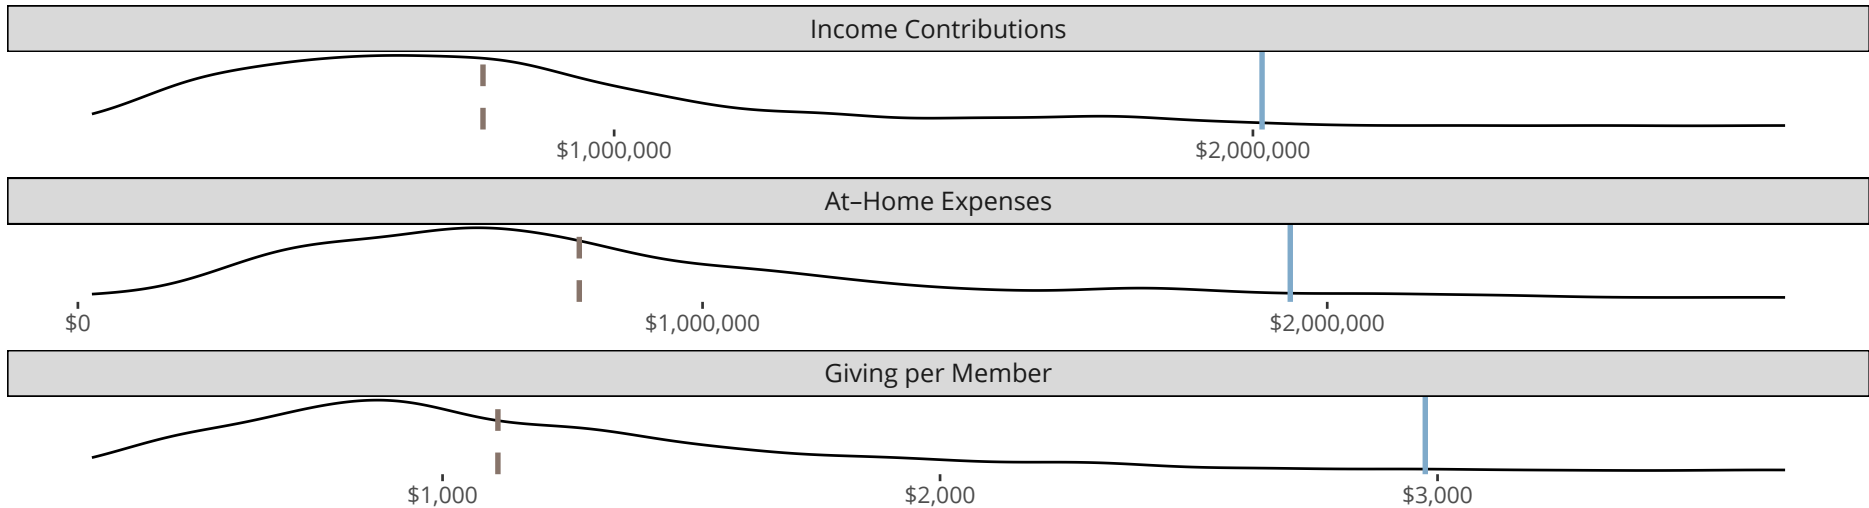 Income Contributions
$1,000,000 $2,000,000
At–Home Expenses
$0 $1,000,000 $2,000,000
Giving per Member
$1,000 $2,000 $3,000